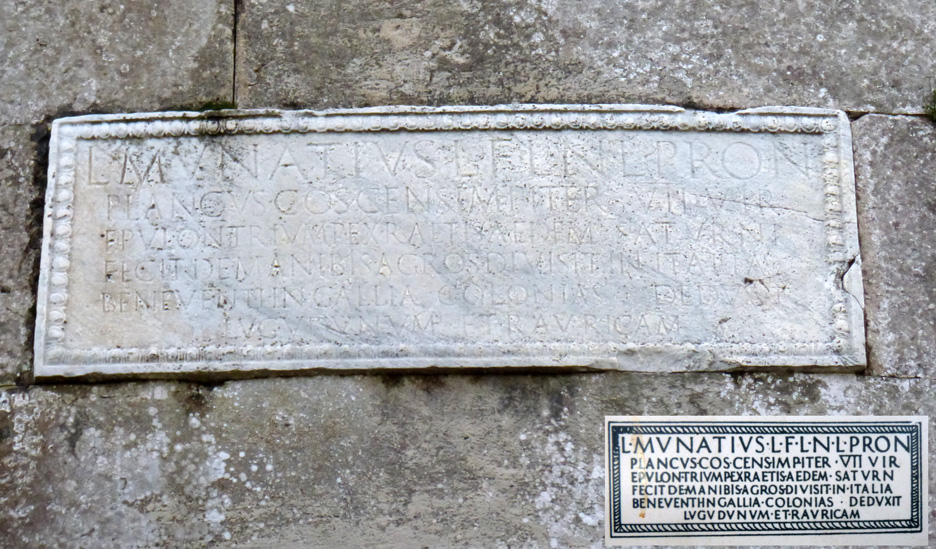 L·MVNATIVS·L·F·L·N·L·PRON
PLANCVS·COS·CENS·IMP·ITER·VII·VIR
EPVLON·TRIVMP·EX·RAETIS·AEDEM·SATVRNI
FECIT·DE·MANIBIS·AGROS·DIVISIT·IN·ITALIA
BENEVENTI·IN·GALLIA·COLONIAS·DEDVXIT
LVGVDVNVM·ET·RAVRICAM
L·MVNATIVS·L·F·L·N·L·PRON
PLANCVS·COS·CENS·IMP·ITER·VII VIR
EPVLON·TRIVMP·EX·RAETIS·AEDEM·SATVRN
FECIT·DE·MANIBIS·AGROS·DIVISIT·IN·ITALIA
BENEVENTI·IN·GALLIA·COLONIAS·DEDVXIT
LVGVDVNVM·ET·RAVRICAM